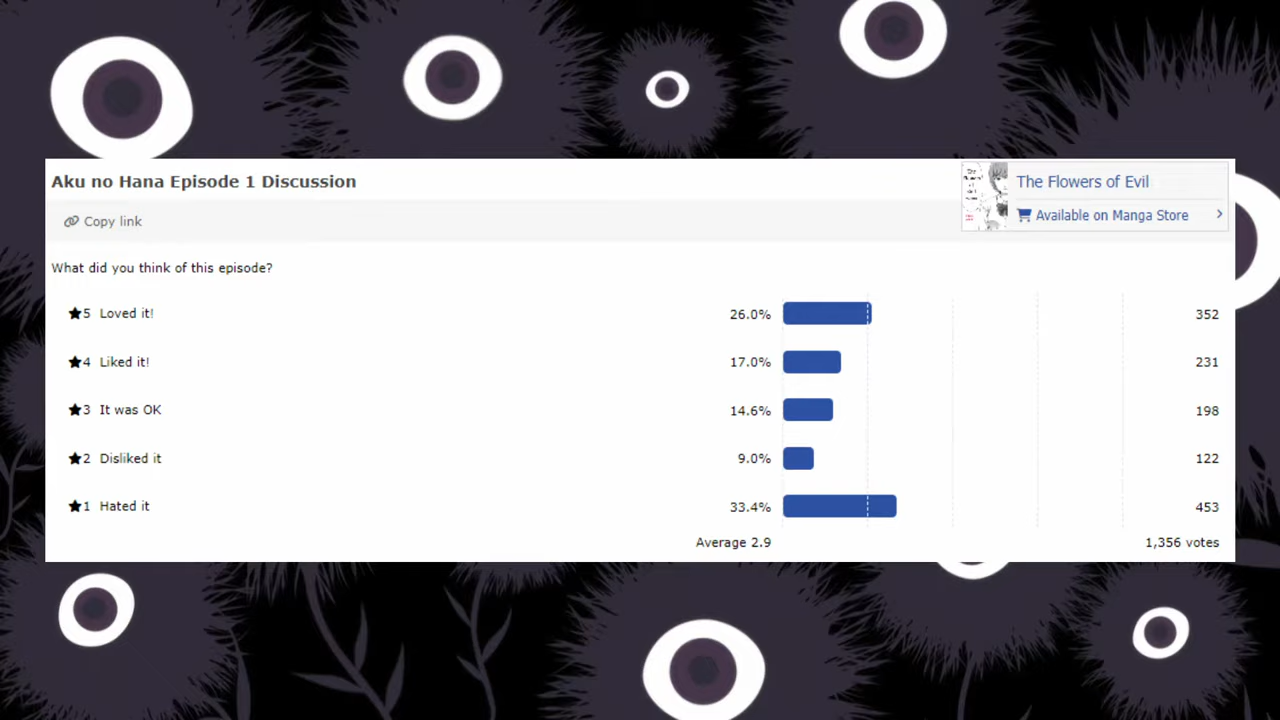 Aku no Hana Episode 1 Discussion
The Flowers of Evil
Available on Manga Store
Copy link
What did you think of this episode?
5 Loved it! 26.0% 352
4 Liked it! 17.0% 231
3 It was OK 14.6% 198
2 Disliked it 9.0% 122
1 Hated it 33.4% 453
Average 2.9 1,356 votes